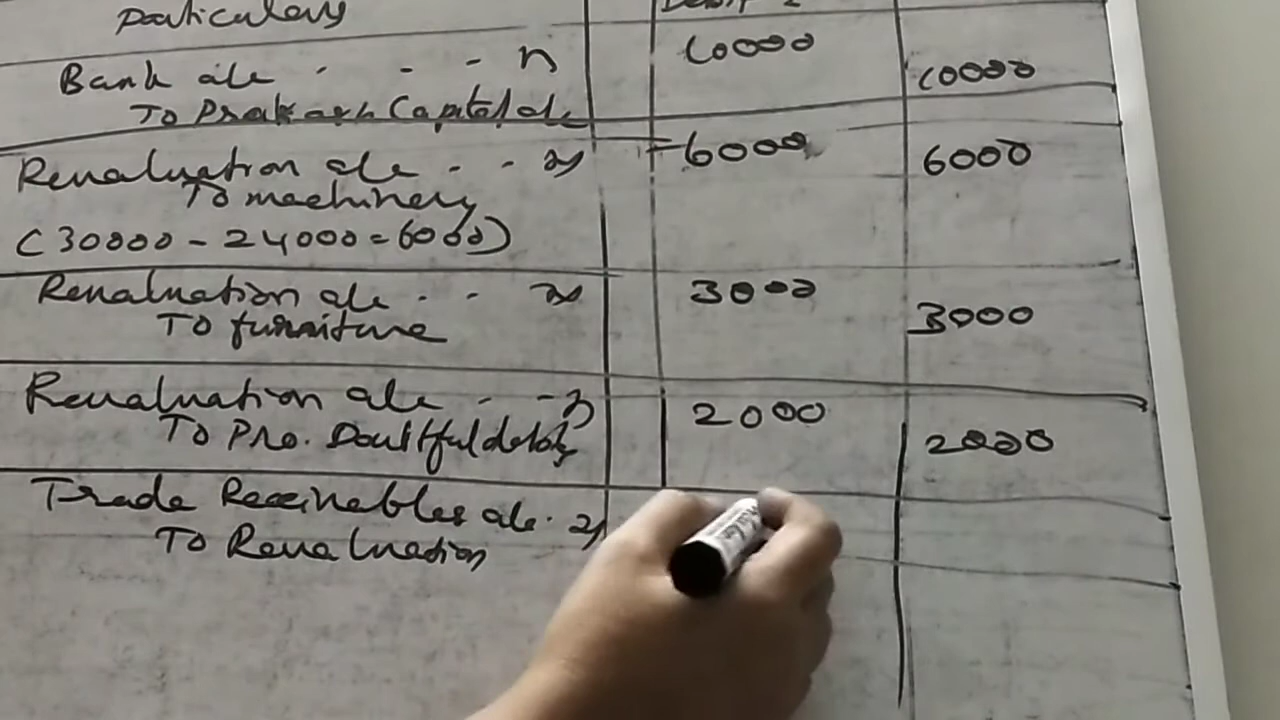 Particulars
Bank a/c - - - Dr 10000
To Prakash Capital a/c 10000
Revaluation a/c - - Dr 6000 6000
To machinery
(30000 - 24000 = 6000)
Revaluation a/c - - Dr 3000
To furniture 3000
Revaluation a/c - - Dr 2000
To Pro. Doubtful debts 2000
Trade Receivables a/c - Dr
To Revaluation